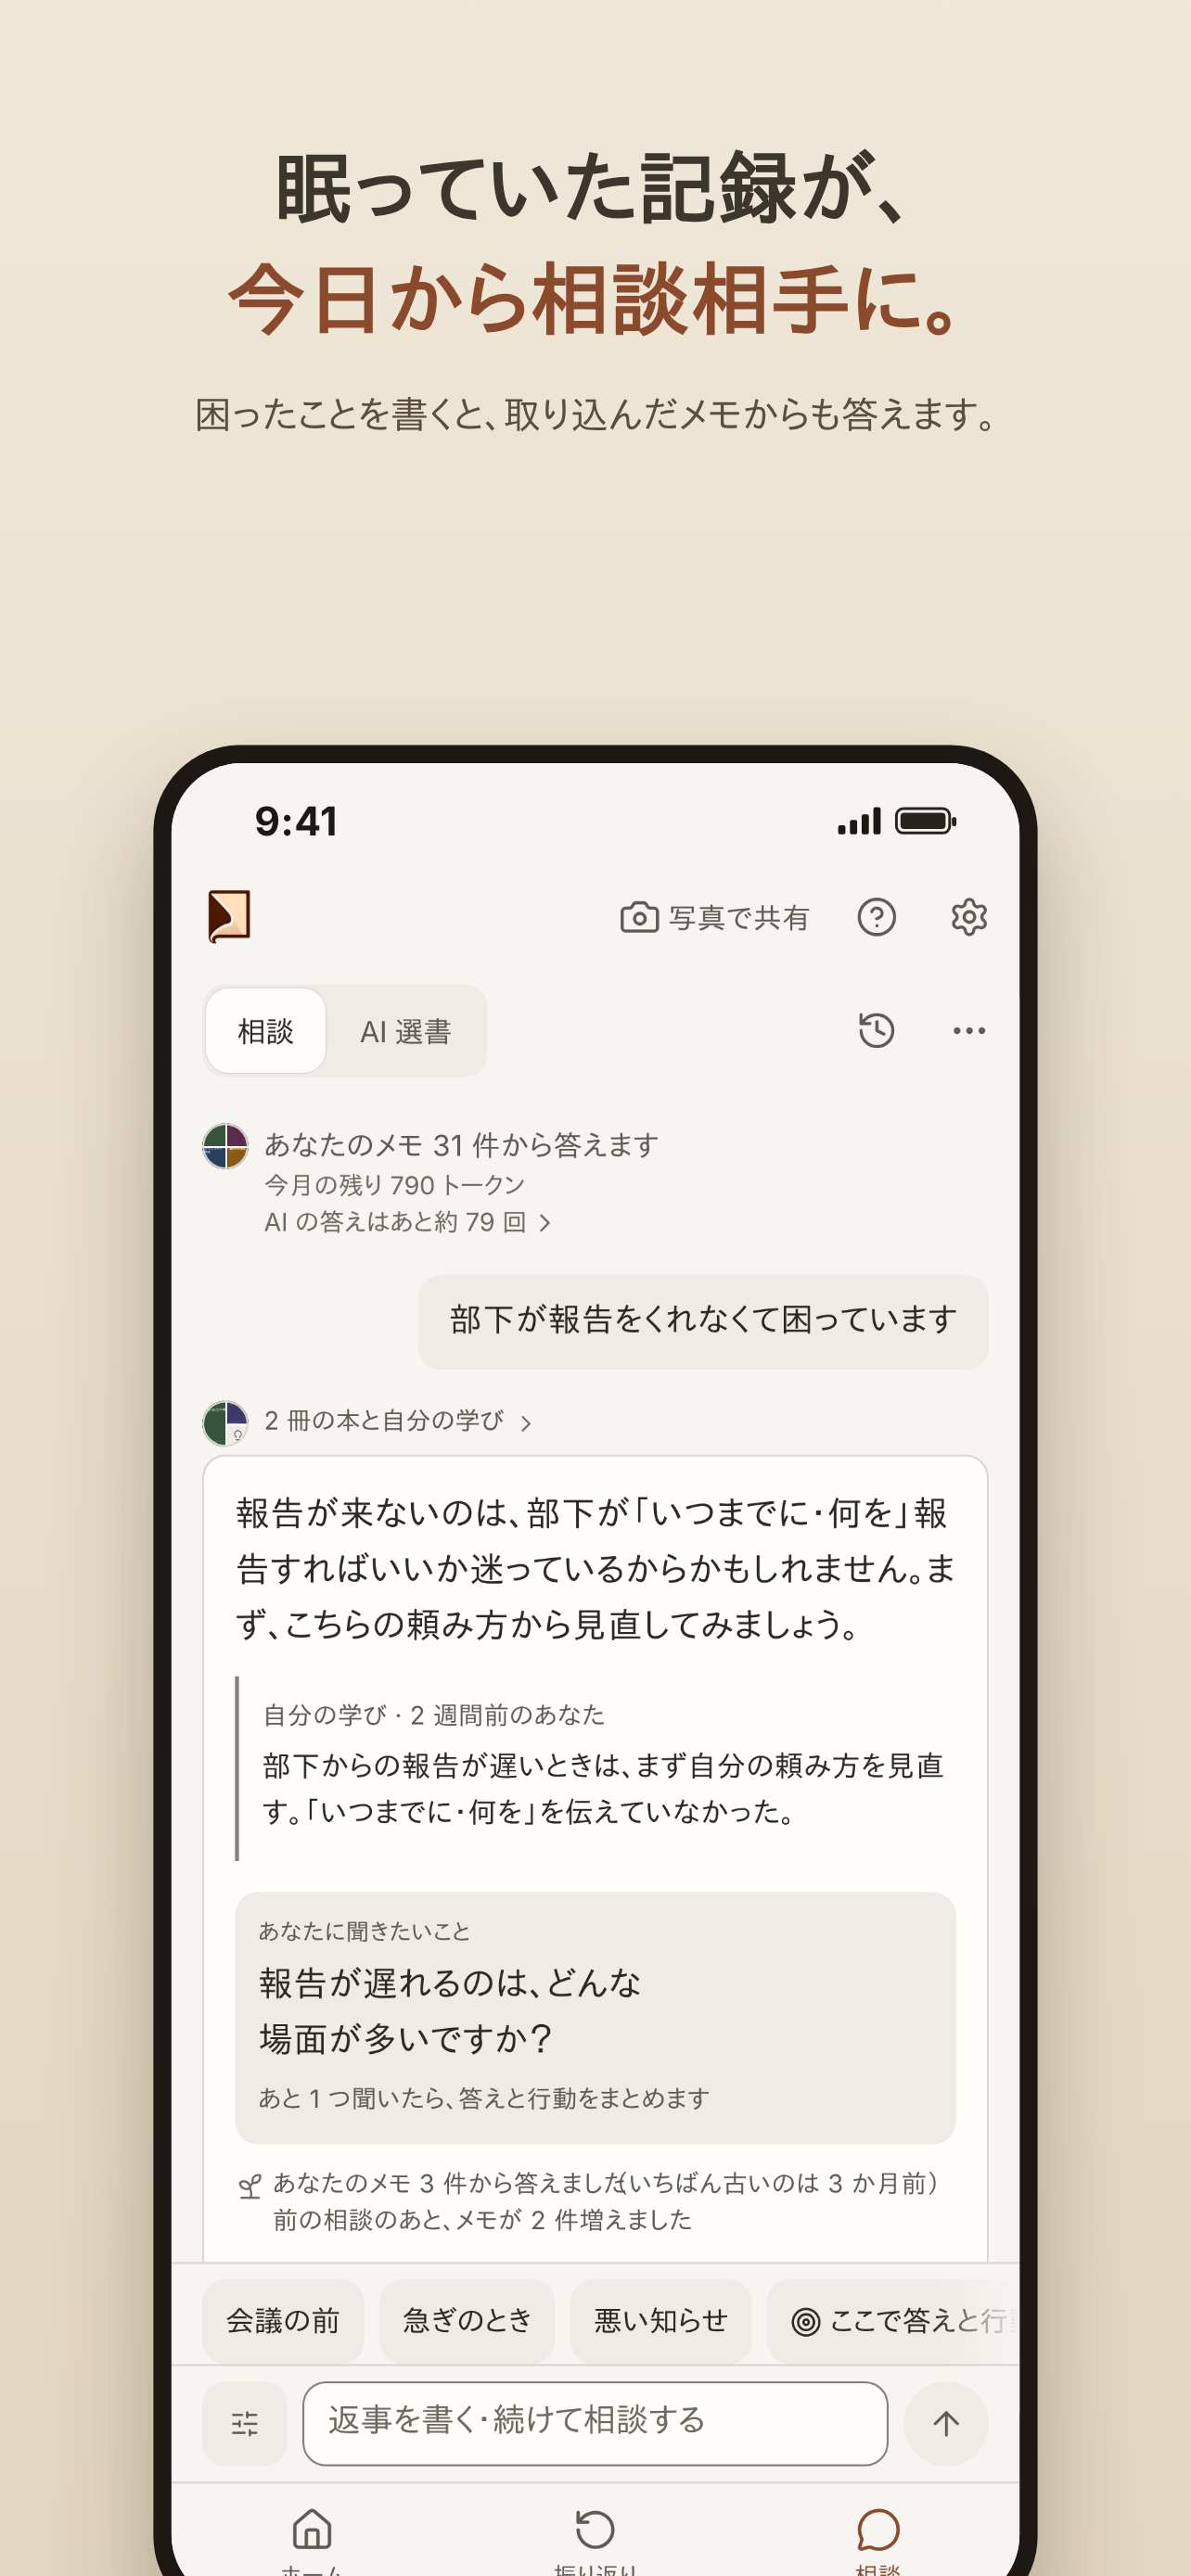 眠っていた記録が、
今日から相談相手に。
困ったことを書くと、取り込んだメモからも答えます。
9:41
写真で共有
相談
AI 選書
あなたのメモ 31 件から答えます
今月の残り 790 トークン
AI の答えはあと約 79 回
部下が報告をくれなくて困っています
2 冊の本と自分の学び
報告が来ないのは、部下が「いつまでに・何を」報
告すればいいか迷っているからかもしれません。ま
ず、こちらの頼み方から見直してみましょう。
自分の学び · 2 週間前のあなた
部下からの報告が遅いときは、まず自分の頼み方を見直
す。「いつまでに・何を」を伝えていなかった。
あなたに聞きたいこと
報告が遅れるのは、どんな
場面が多いですか？
あと 1 つ聞いたら、答えと行動をまとめます
あなたのメモ 3 件から答えました（いちばん古いのは 3 か月前）
前の相談のあと、メモが 2 件増えました
会議の前
急ぎのとき
悪い知らせ
ここで答えと行
返事を書く・続けて相談する
ホーム
振り返り
相談